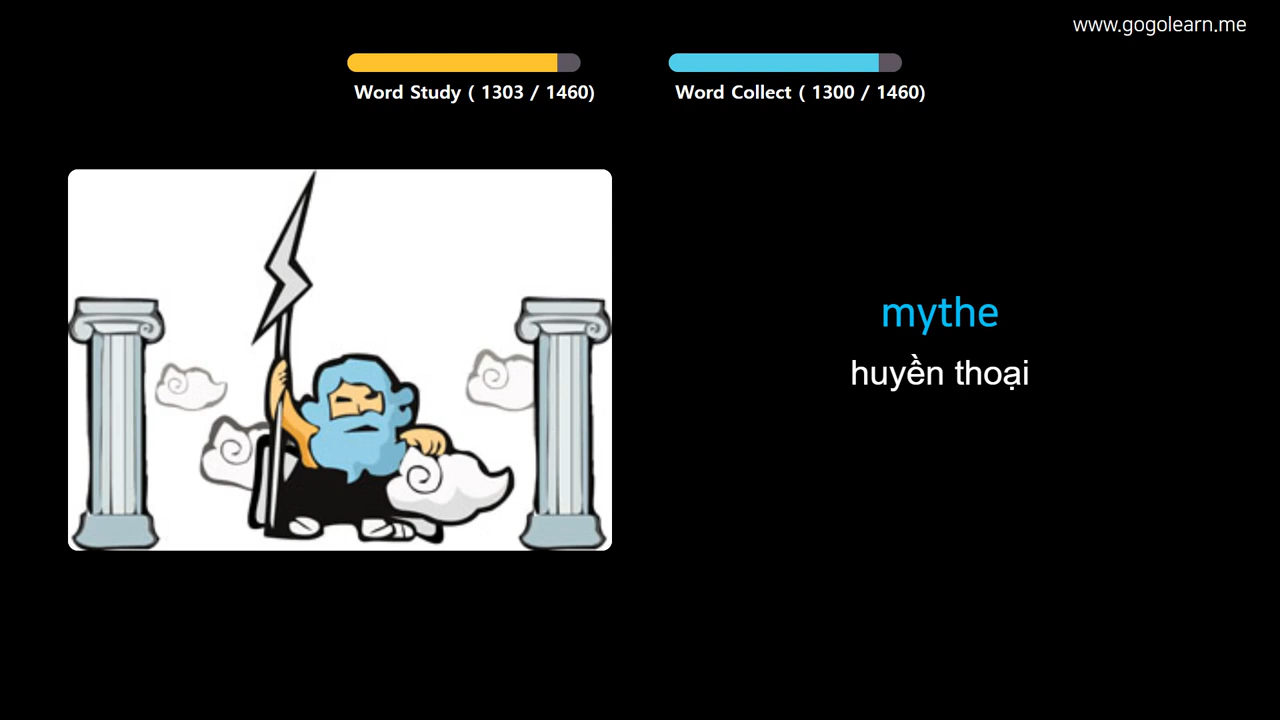 www.gogolearn.me
Word Study ( 1303 / 1460)
Word Collect ( 1300 / 1460)
mythe
huyền thoại